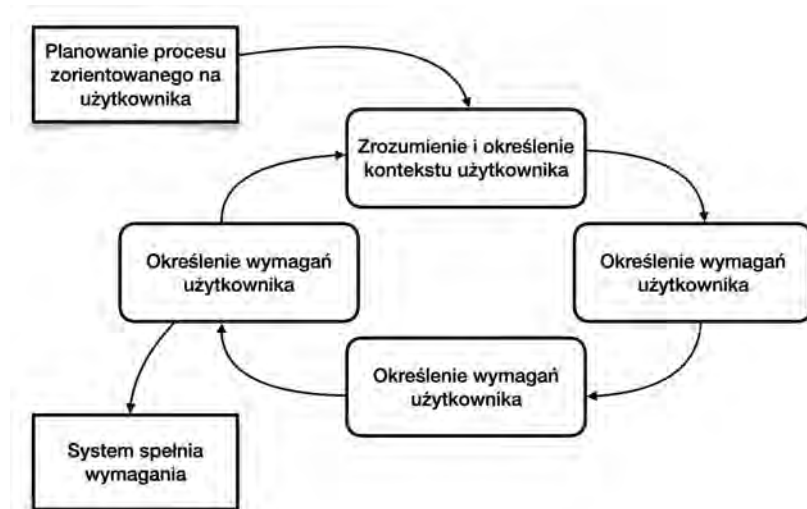 Planowanie procesu
zorientowanego na
użytkownika
Zrozumienie i określenie
kontekstu użytkownika
Określenie wymagań
użytkownika
Określenie wymagań
użytkownika
Określenie wymagań
użytkownika
System spełnia
wymagania